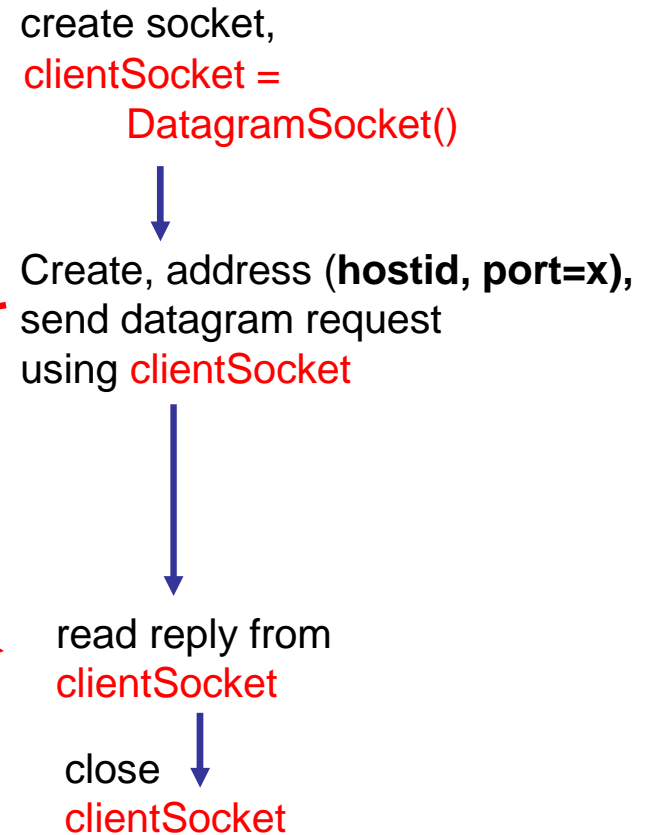 create socket,
clientSocket =
DatagramSocket()
Create, address (hostid, port=x),
send datagram request
using clientSocket
read reply from
clientSocket
close
clientSocket